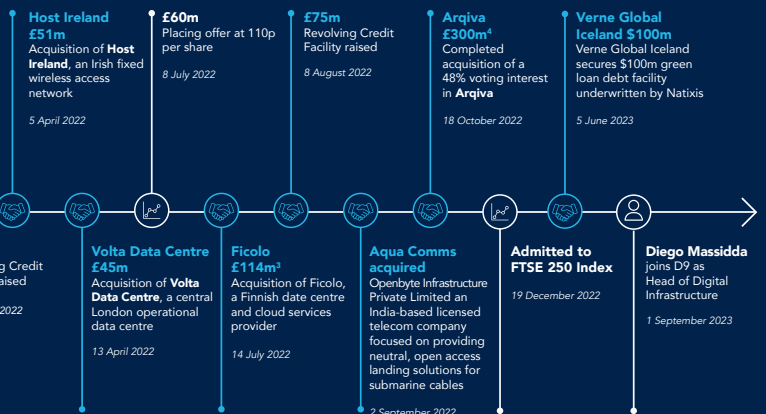 Host Ireland
£51m
Acquisition of Host
Ireland, an Irish fixed
wireless access
network
5 April 2022
£60m
Placing offer at 110p
per share
8 July 2022
£75m
Revolving Credit
Facility raised
8 August 2022
Arqiva
£300m⁴
Completed
acquisition of a
48% voting interest
in Arqiva
18 October 2022
Verne Global
Iceland $100m
Verne Global Iceland
secures $100m green
loan debt facility
underwritten by Natixis
5 June 2023
g Credit
aised
2022
Volta Data Centre
£45m
Acquisition of Volta
Data Centre, a central
London operational
data centre
13 April 2022
Ficolo
£114m³
Acquisition of Ficolo,
a Finnish date centre
and cloud services
provider
14 July 2022
Aqua Comms
acquired
Openbyte Infrastructure
Private Limited an
India-based licensed
telecom company
focused on providing
neutral, open access
landing solutions for
submarine cables
2 September 2022
Admitted to
FTSE 250 Index
19 December 2022
Diego Massidda
joins D9 as
Head of Digital
Infrastructure
1 September 2023